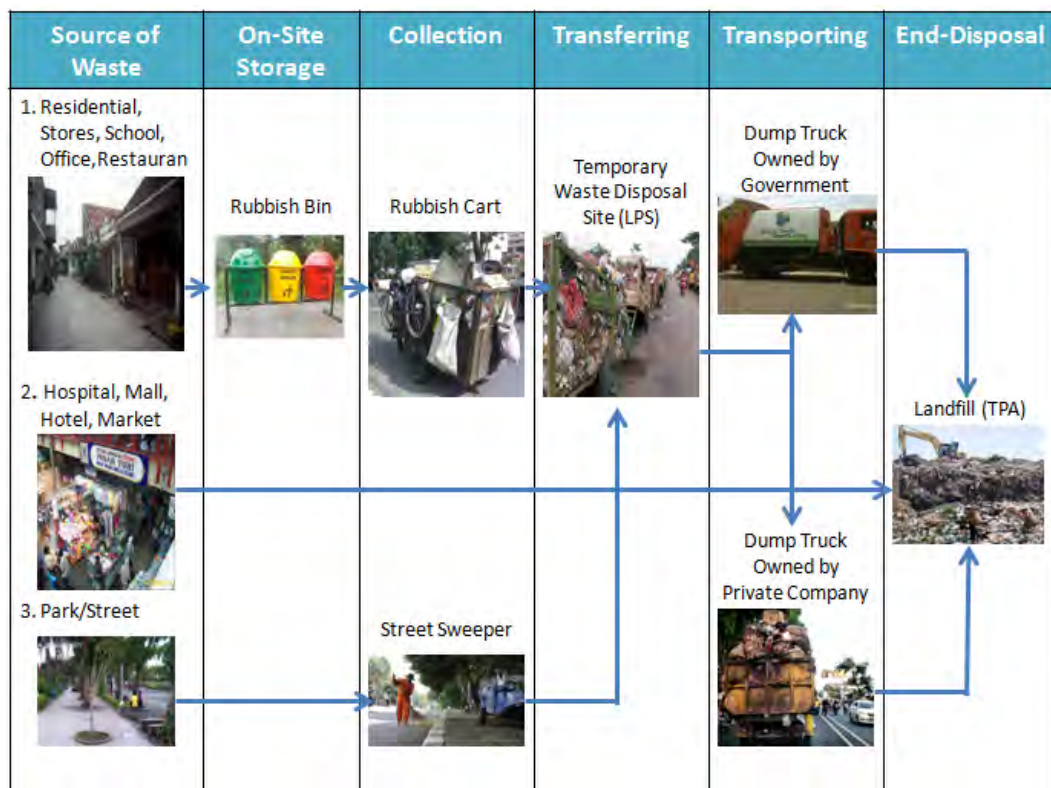 Source of
Waste
On-Site
Storage
Collection
Transferring
Transporting
End-Disposal
1. Residential,
Stores, School,
Office,Restauran
Rubbish Bin
Rubbish Cart
Temporary
Waste Disposal
Site (LPS)
Dump Truck
Owned by
Government
2. Hospital, Mall,
Hotel, Market
Landfill (TPA)
Dump Truck
Owned by
Private Company
3. Park/Street
Street Sweeper